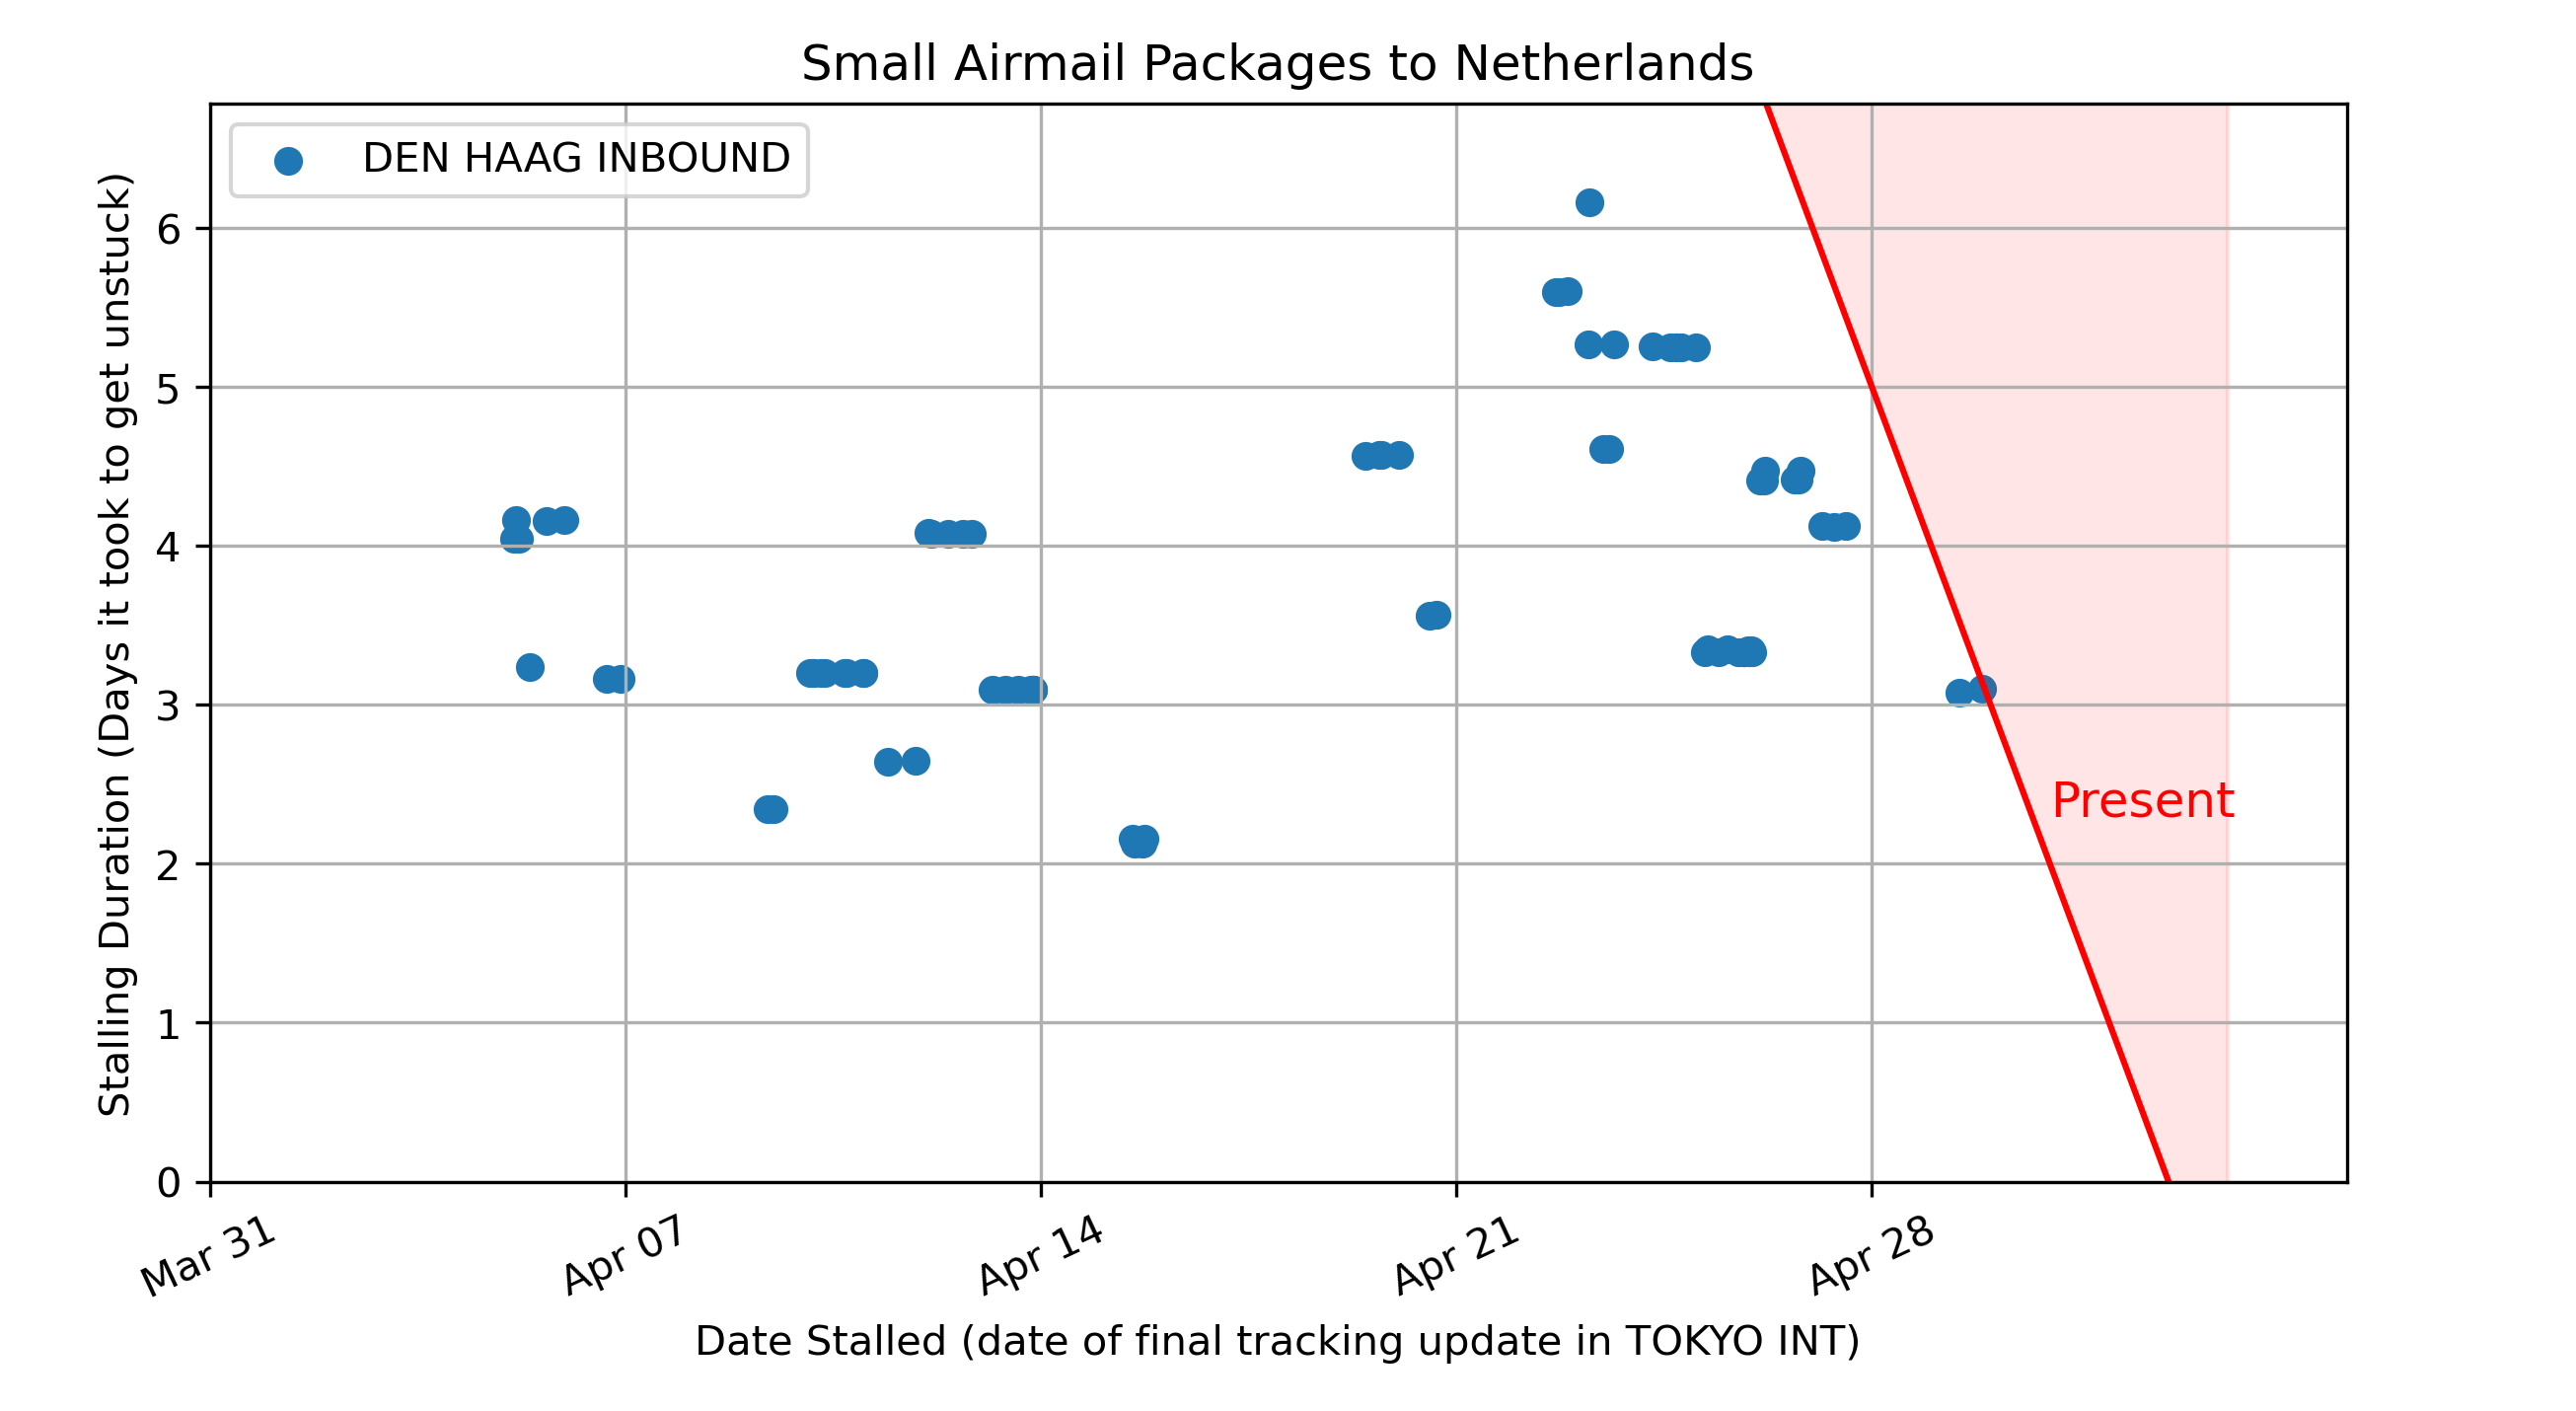 Small Airmail Packages to Netherlands
DEN HAAG INBOUND
Stalling Duration (Days it took to get unstuck)
6
5
4
3
2
1
0
Present
Mar 31
Apr 07
Apr 14
Apr 21
Apr 28
Date Stalled (date of final tracking update in TOKYO INT)